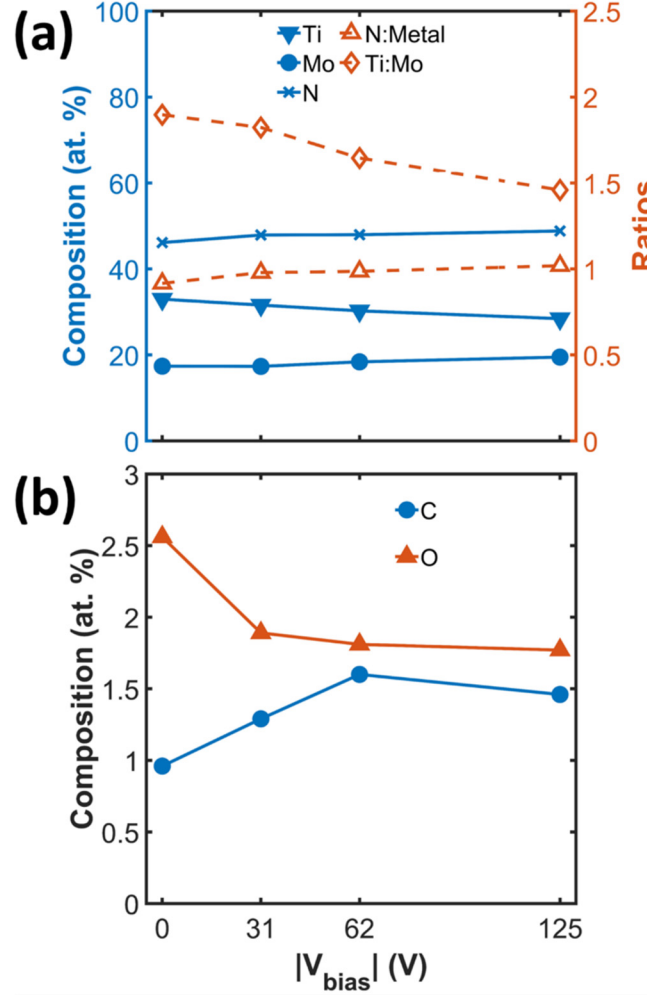 (a)
100
80
60
40
20
0
Composition (at. %)
Ti
N:Metal
Mo
Ti:Mo
N
2.5
2
1.5
1
0.5
0
Ratios
(b)
3
2.5
2
1.5
1
0.5
0
Composition (at. %)
C
O
0
31
62
125
|Vbias| (V)